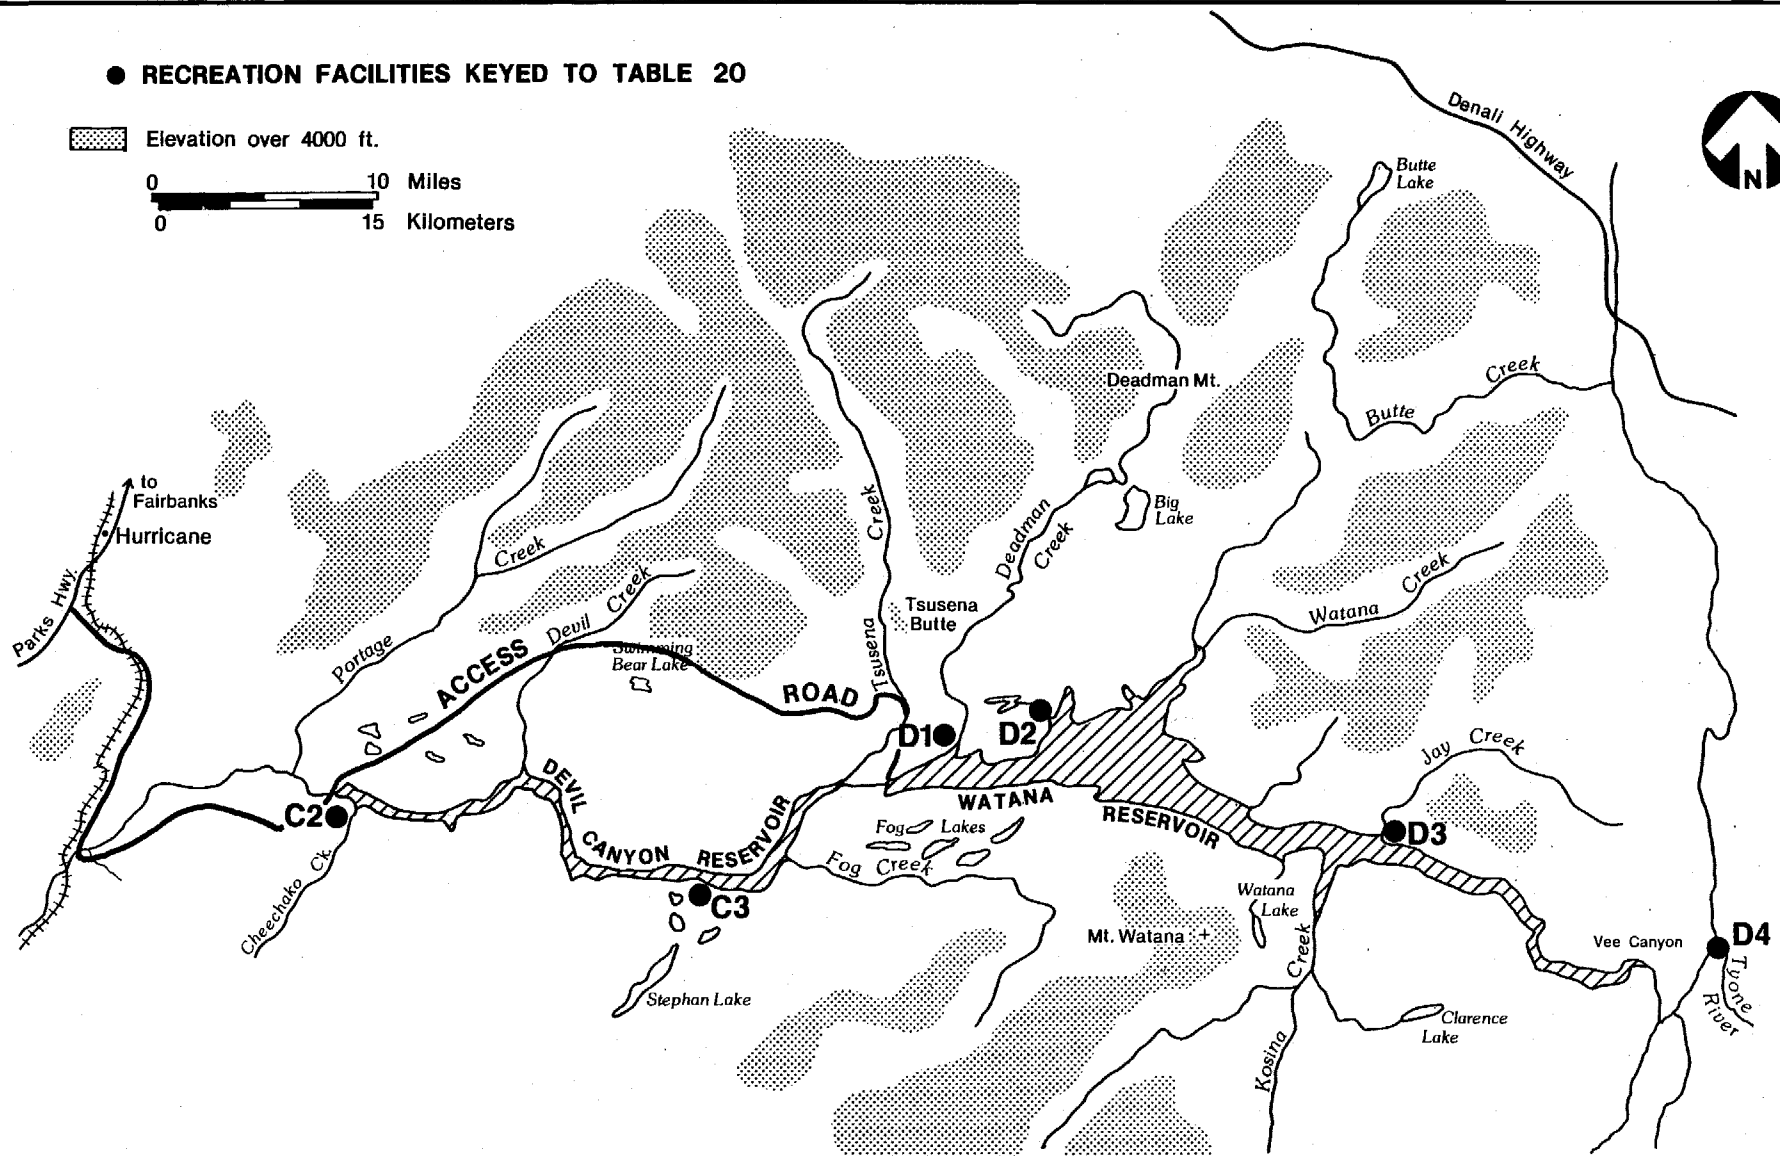 RECREATION FACILITIES KEYED TO TABLE 20
Elevation over 4000 ft.
0 10 Miles
0 15 Kilometers
N
Denali Highway
Butte
Lake
Deadman Mt.
Butte Creek
Big
Lake
Deadman
Creek
Tsusena Creek
Tsusena
Butte
Watana Creek
to
Fairbanks
Hurricane
Parks Hwy.
Portage Creek
Devil Creek
Swimming
Bear Lake
ACCESS ROAD
D1
D2
Jay Creek
C2
DEVIL CANYON RESERVOIR
WATANA RESERVOIR
D3
Fog Lakes
Fog Creek
Cheechako Ck.
C3
Watana
Lake
Mt. Watana
Vee Canyon
D4
Tyone
River
Stephan Lake
Kosina Creek
Clarence
Lake